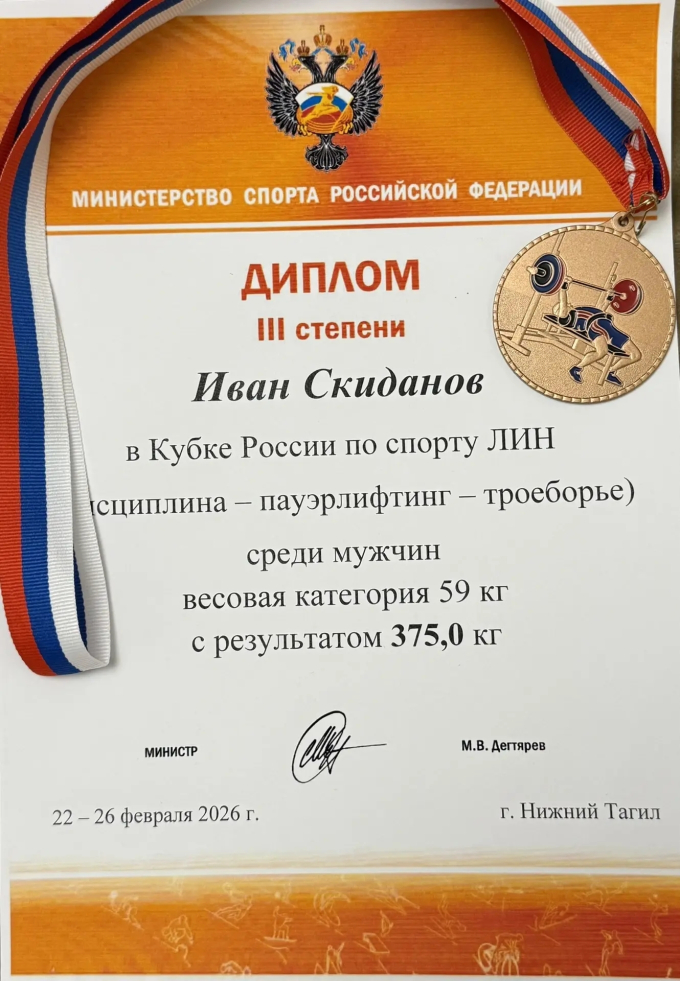 МИНИСТЕРСТВО СПОРТА РОССИЙСКОЙ ФЕДЕРАЦИИ
ДИПЛОМ
III степени
Иван Скиданов
в Кубке России по спорту ЛИН
сциплина – пауэрлифтинг – троеборье)
среди мужчин
весовая категория 59 кг
с результатом 375,0 кг
МИНИСТР М.В. Дегтярев
22 – 26 февраля 2026 г. г. Нижний Тагил